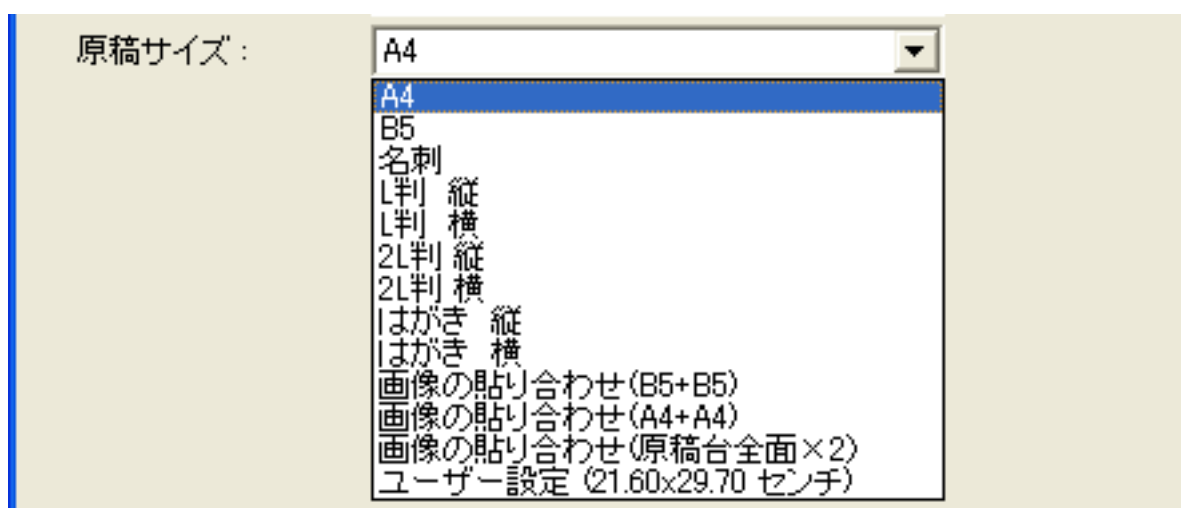 原稿サイズ： A4
A4
B5
名刺
L判 縦
L判 横
2L判 縦
2L判 横
はがき 縦
はがき 横
画像の貼り合わせ(B5+B5)
画像の貼り合わせ(A4+A4)
画像の貼り合わせ(原稿台全面×2)
ユーザー設定 (21.60x29.70 センチ)